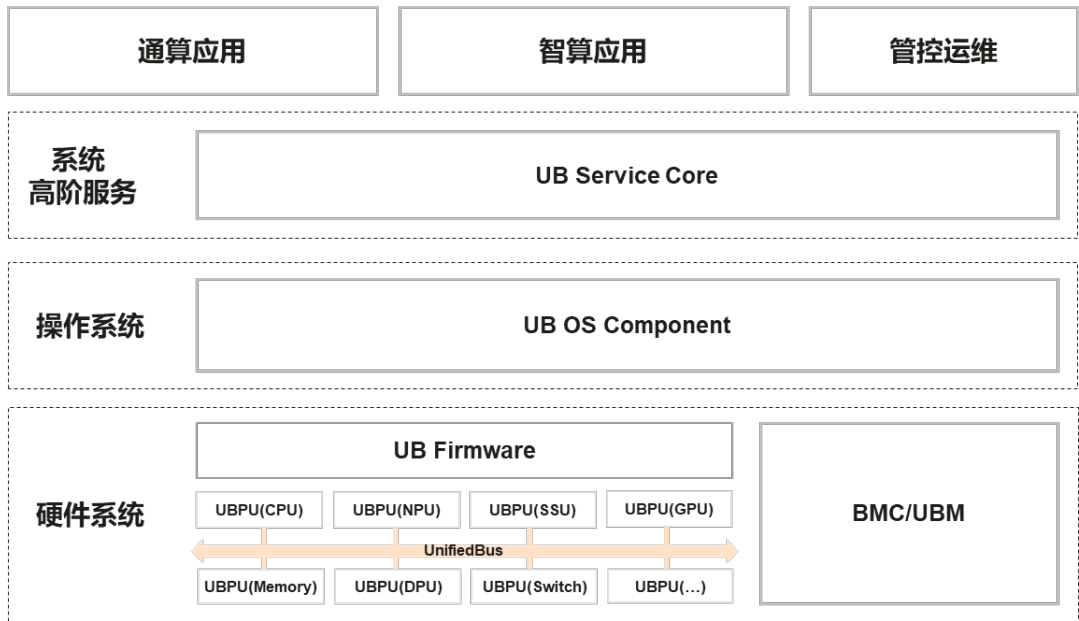 通算应用
智算应用
管控运维
系统
高阶服务
UB Service Core
操作系统
UB OS Component
硬件系统
UB Firmware
UBPU(CPU)
UBPU(NPU)
UBPU(SSU)
UBPU(GPU)
UnifiedBus
UBPU(Memory)
UBPU(DPU)
UBPU(Switch)
UBPU(…)
BMC/UBM